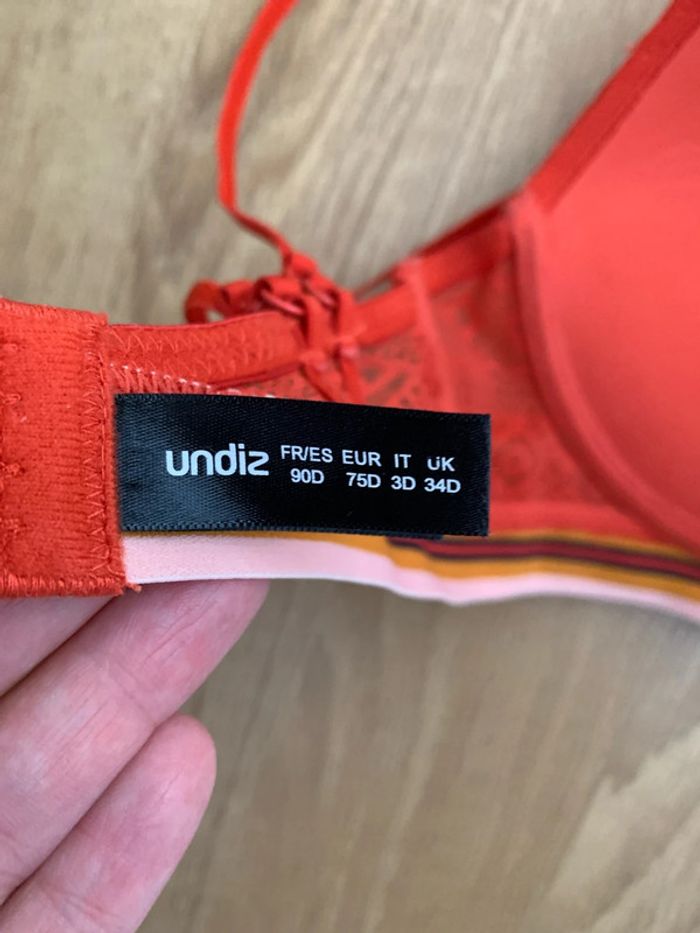 undiz
FR/ES EUR IT UK
90D 75D 3D 34D